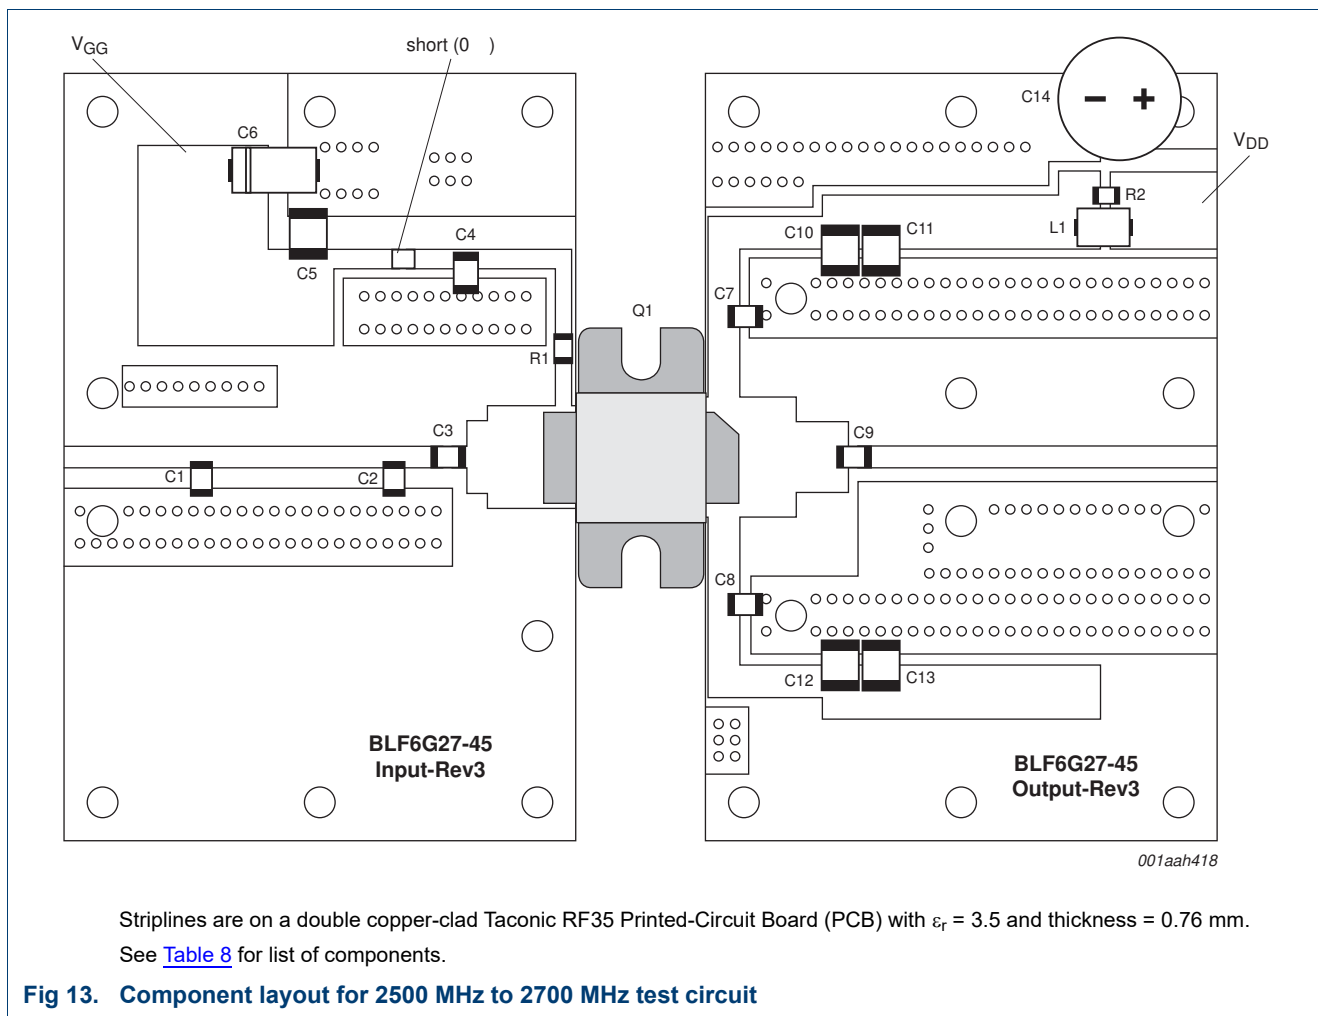 V_GG
short (0 )
C6
C5
C4
R1
C3
C1
C2
BLF6G27-45
Input-Rev3
Q1
C14
− +
V_DD
R2
L1
C10
C11
C7
C9
C8
C12
C13
BLF6G27-45
Output-Rev3
001aah418
Striplines are on a double copper-clad Taconic RF35 Printed-Circuit Board (PCB) with ε_r = 3.5 and thickness = 0.76 mm.
See Table 8 for list of components.
Fig 13. Component layout for 2500 MHz to 2700 MHz test circuit